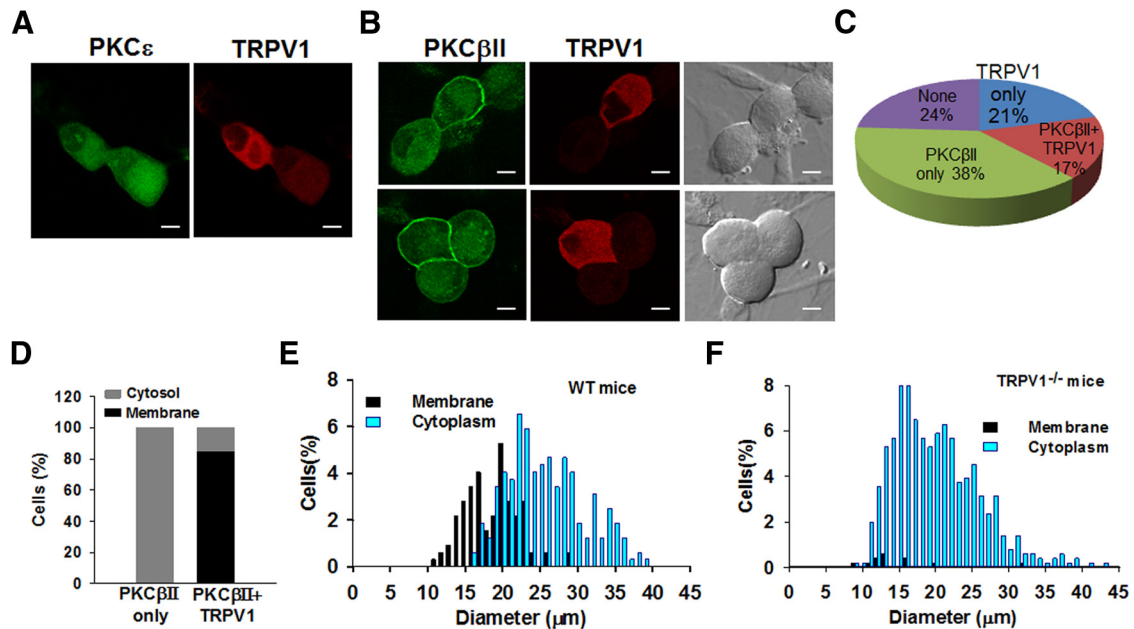 A
PKCε
TRPV1
B
PKCβII
TRPV1
C
TRPV1
only
21%
None
24%
PKCβII+
TRPV1
17%
PKCβII
only 38%
D
Cytosol
Membrane
Cells (%)
120
100
80
60
40
20
0
PKCβII
only
PKCβII+
TRPV1
E
WT mice
Membrane
Cytoplasm
Cells(%)
8
6
4
2
0
0 5 10 15 20 25 30 35 40 45
Diameter (μm)
F
TRPV1-/- mice
Membrane
Cytoplasm
Cells(%)
8
6
4
2
0
0 5 10 15 20 25 30 35 40 45
Diameter (μm)